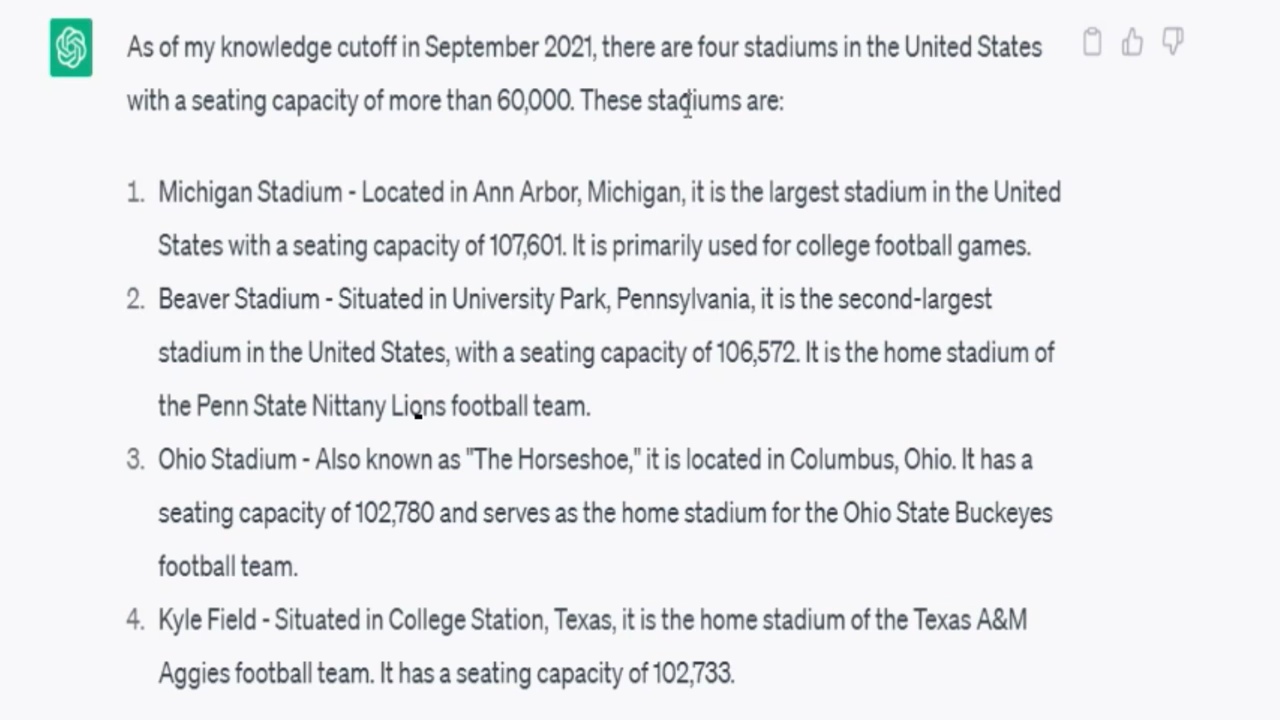 As of my knowledge cutoff in September 2021, there are four stadiums in the United States
with a seating capacity of more than 60,000. These stadiums are:
1. Michigan Stadium - Located in Ann Arbor, Michigan, it is the largest stadium in the United
States with a seating capacity of 107,601. It is primarily used for college football games.
2. Beaver Stadium - Situated in University Park, Pennsylvania, it is the second-largest
stadium in the United States, with a seating capacity of 106,572. It is the home stadium of
the Penn State Nittany Lions football team.
3. Ohio Stadium - Also known as "The Horseshoe," it is located in Columbus, Ohio. It has a
seating capacity of 102,780 and serves as the home stadium for the Ohio State Buckeyes
football team.
4. Kyle Field - Situated in College Station, Texas, it is the home stadium of the Texas A&M
Aggies football team. It has a seating capacity of 102,733.